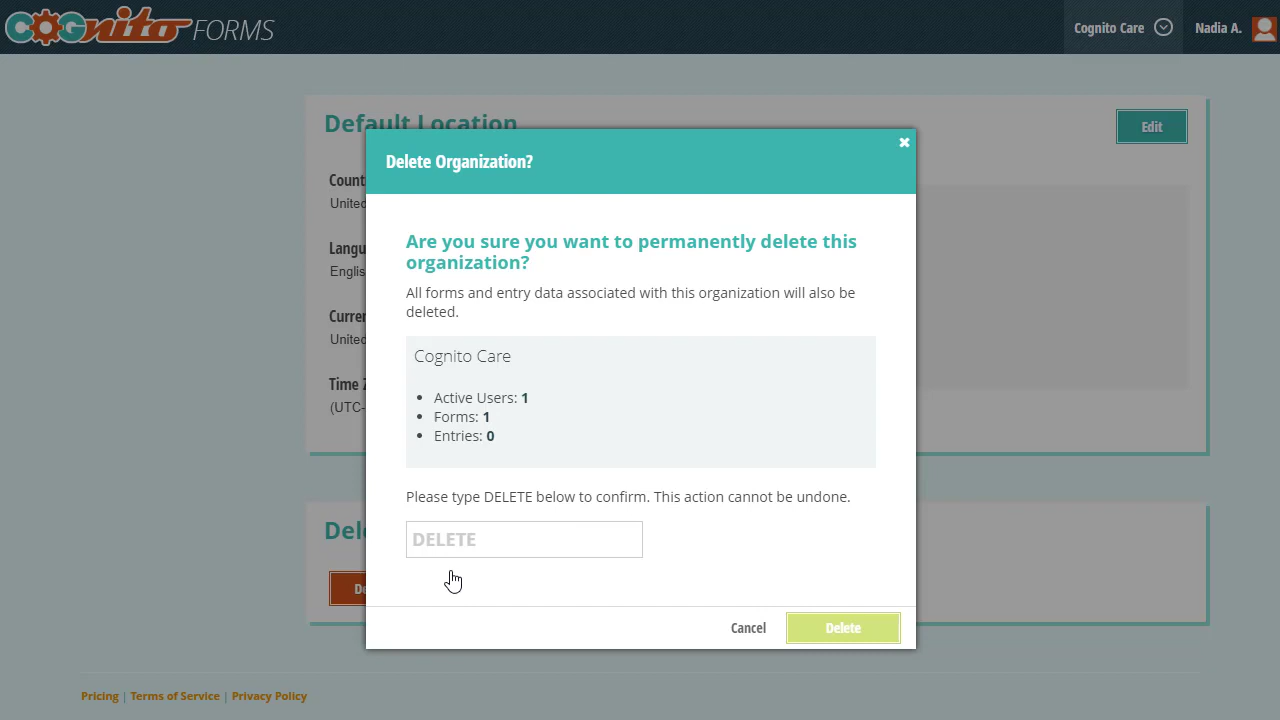 Cognito FORMS
Cognito Care
Nadia A.
Default Location
Edit
Delete Organization?
Are you sure you want to permanently delete this
organization?
All forms and entry data associated with this organization will also be
deleted.
Cognito Care
Active Users: 1
Forms: 1
Entries: 0
Please type DELETE below to confirm. This action cannot be undone.
DELETE
Cancel
Delete
Count
United
Langu
Englis
Curre
United
Time Z
(UTC-
Dele
De
Pricing | Terms of Service | Privacy Policy